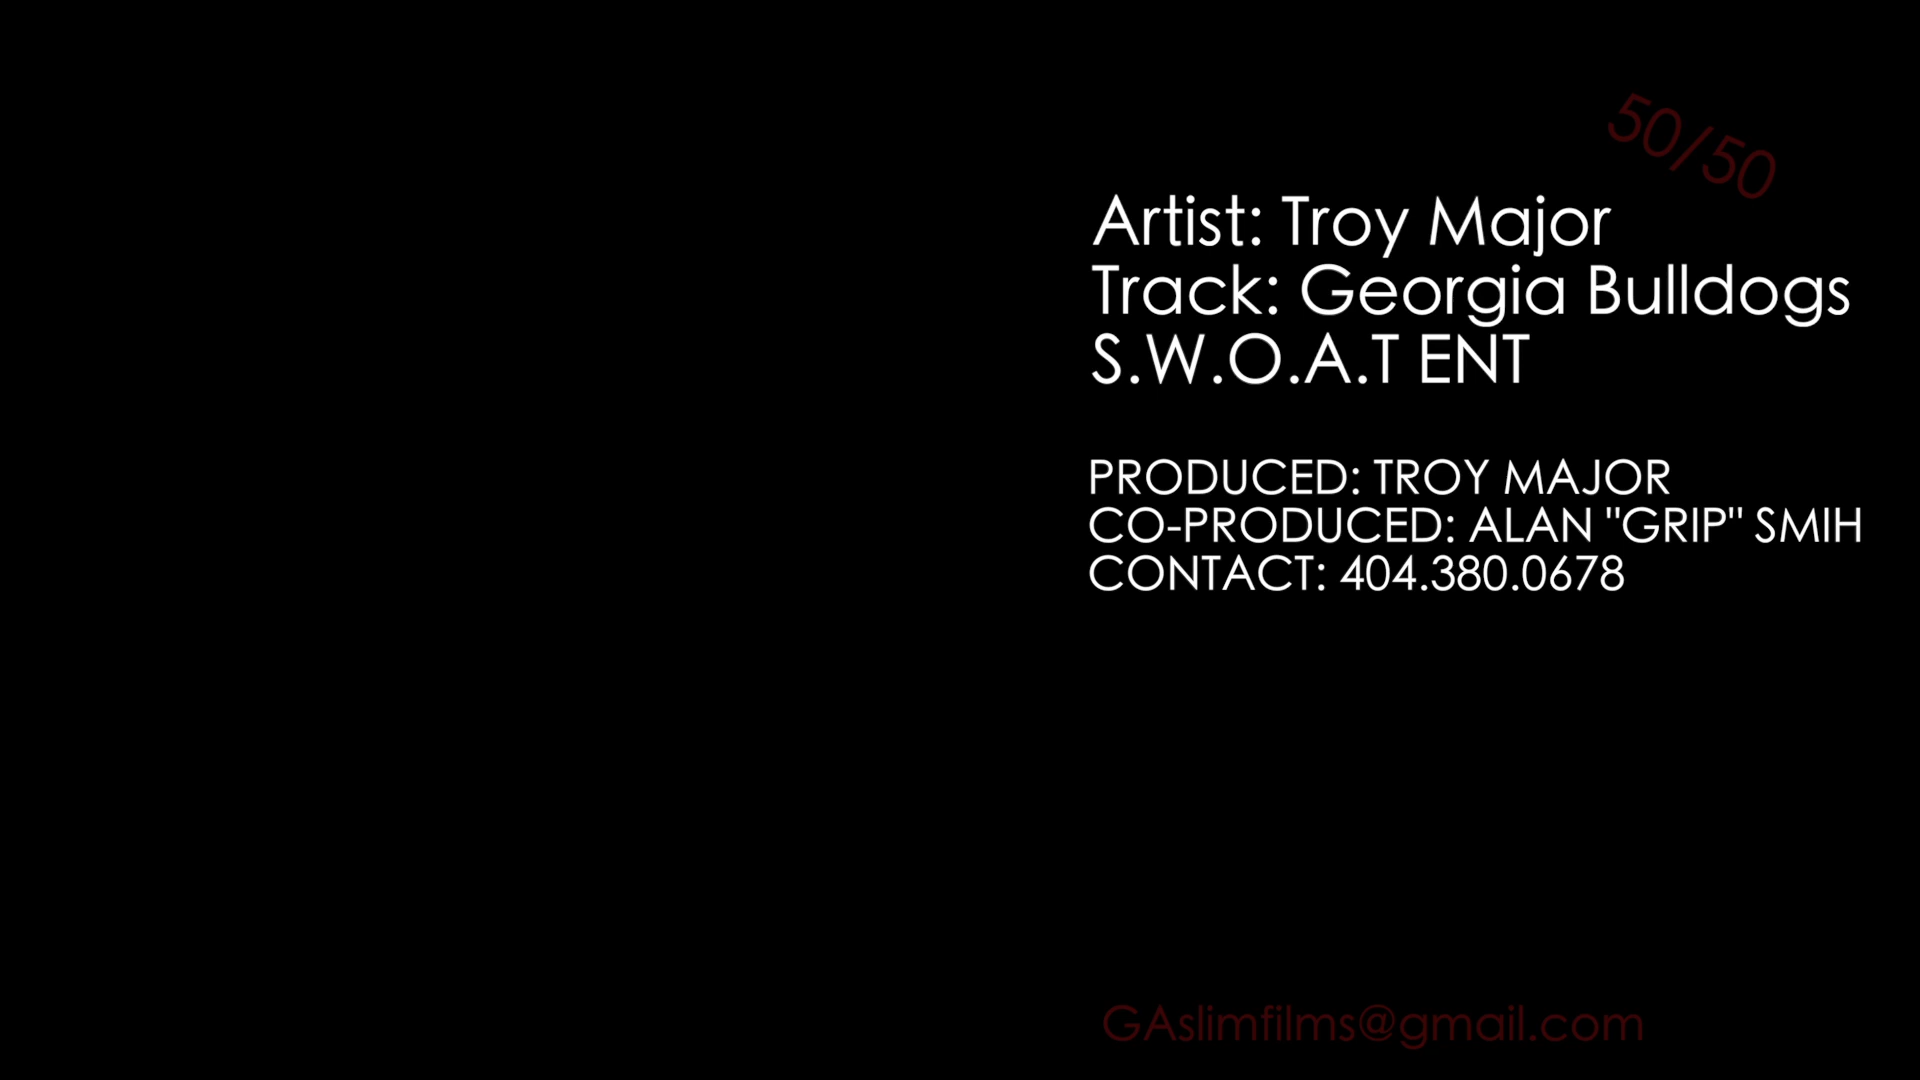 50/50
Artist: Troy Major
Track: Georgia Bulldogs
S.W.O.A.T ENT
PRODUCED: TROY MAJOR
CO-PRODUCED: ALAN "GRIP" SMIH
CONTACT: 404.380.0678
GAslimfilms@gmail.com